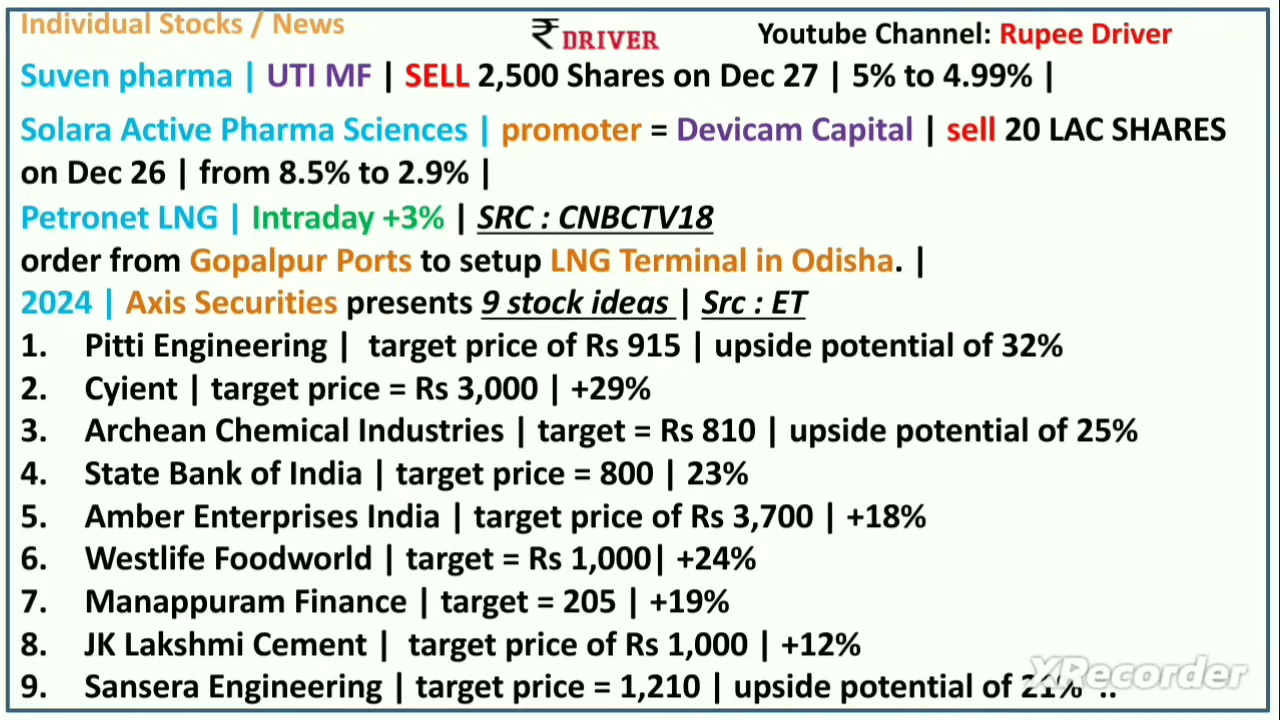 Individual Stocks / News
₹ DRIVER
Youtube Channel: Rupee Driver
Suven pharma | UTI MF | SELL 2,500 Shares on Dec 27 | 5% to 4.99% |
Solara Active Pharma Sciences | promoter = Devicam Capital | sell 20 LAC SHARES
on Dec 26 | from 8.5% to 2.9% |
Petronet LNG | Intraday +3% | SRC : CNBCTV18
order from Gopalpur Ports to setup LNG Terminal in Odisha. |
2024 | Axis Securities presents 9 stock ideas | Src : ET
1. Pitti Engineering | target price of Rs 915 | upside potential of 32%
2. Cyient | target price = Rs 3,000 | +29%
3. Archean Chemical Industries | target = Rs 810 | upside potential of 25%
4. State Bank of India | target price = 800 | 23%
5. Amber Enterprises India | target price of Rs 3,700 | +18%
6. Westlife Foodworld | target = Rs 1,000| +24%
7. Manappuram Finance | target = 205 | +19%
8. JK Lakshmi Cement | target price of Rs 1,000 | +12%
9. Sansera Engineering | target price = 1,210 | upside potential of 21% ..
XRecorder